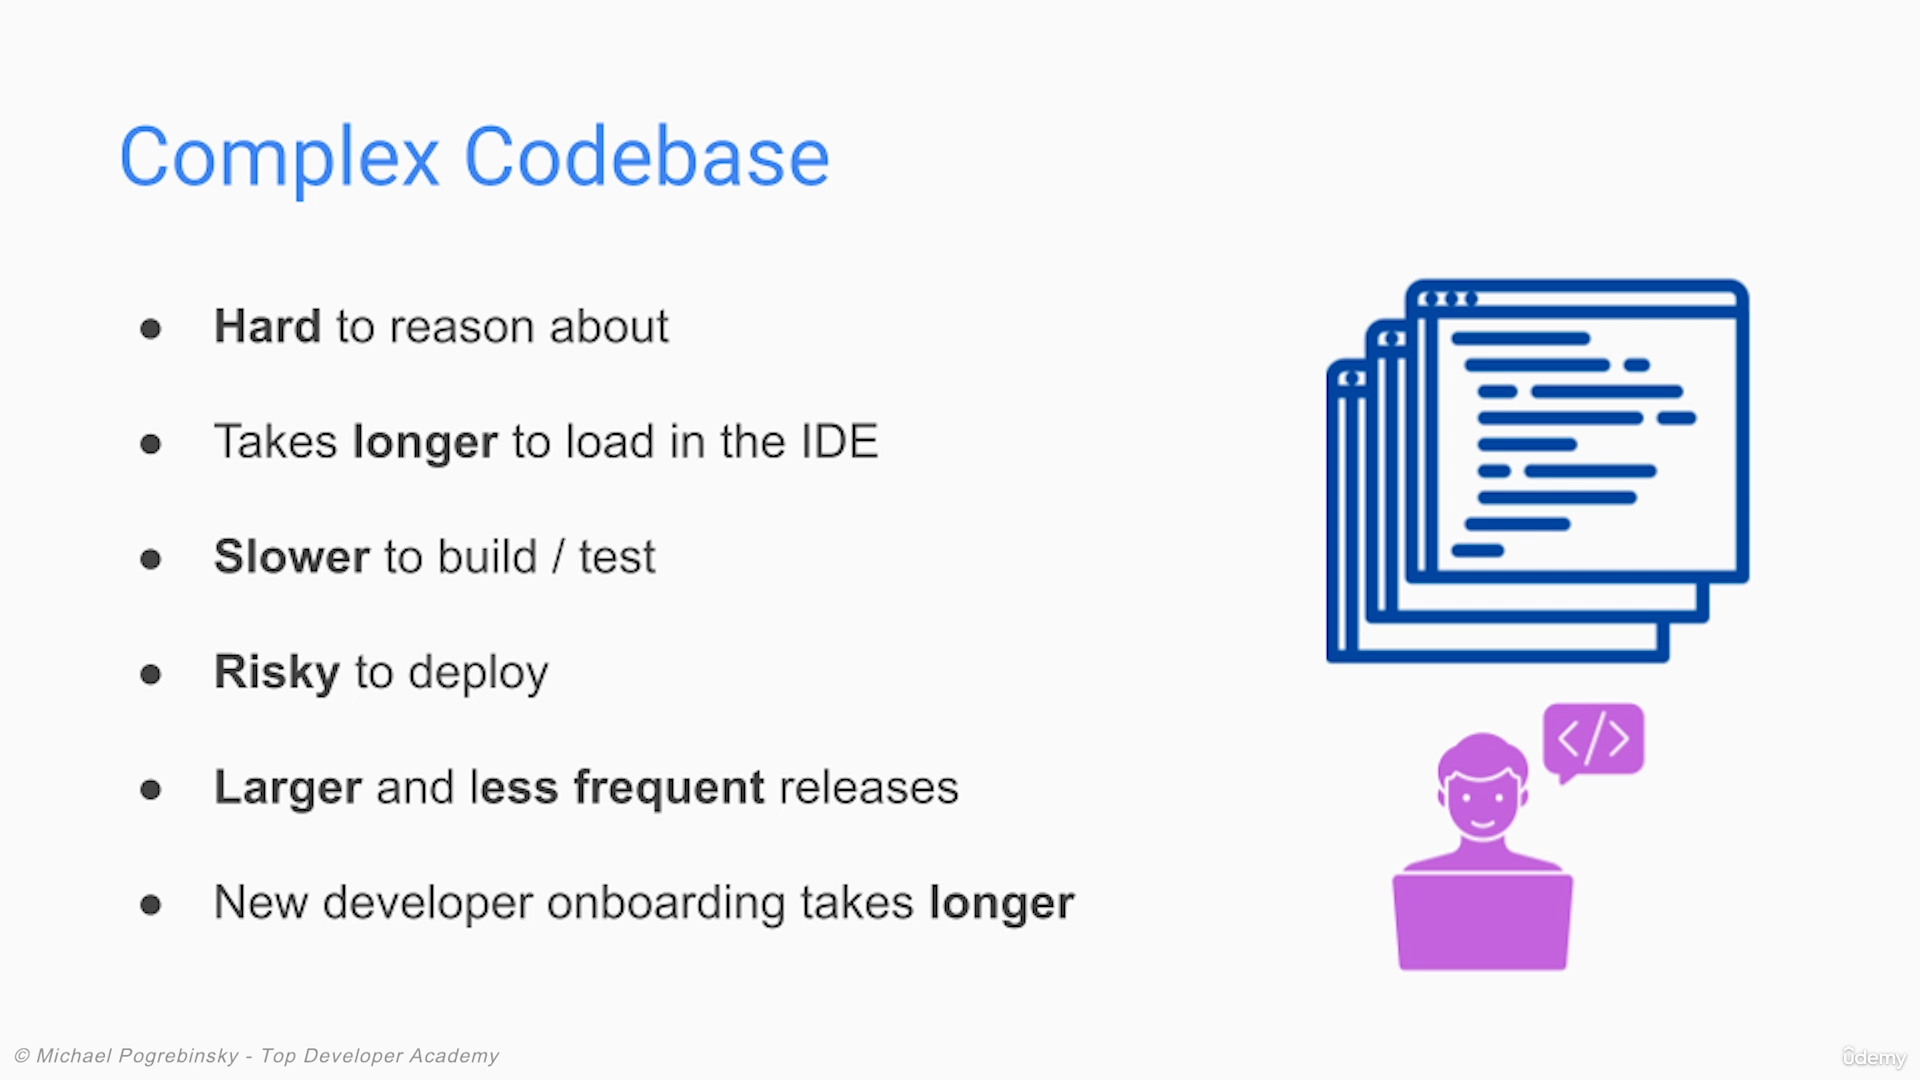 Complex Codebase
● Hard to reason about
● Takes longer to load in the IDE
● Slower to build / test
● Risky to deploy
● Larger and less frequent releases
● New developer onboarding takes longer
</>
© Michael Pogrebinsky - Top Developer Academy
ûdemy